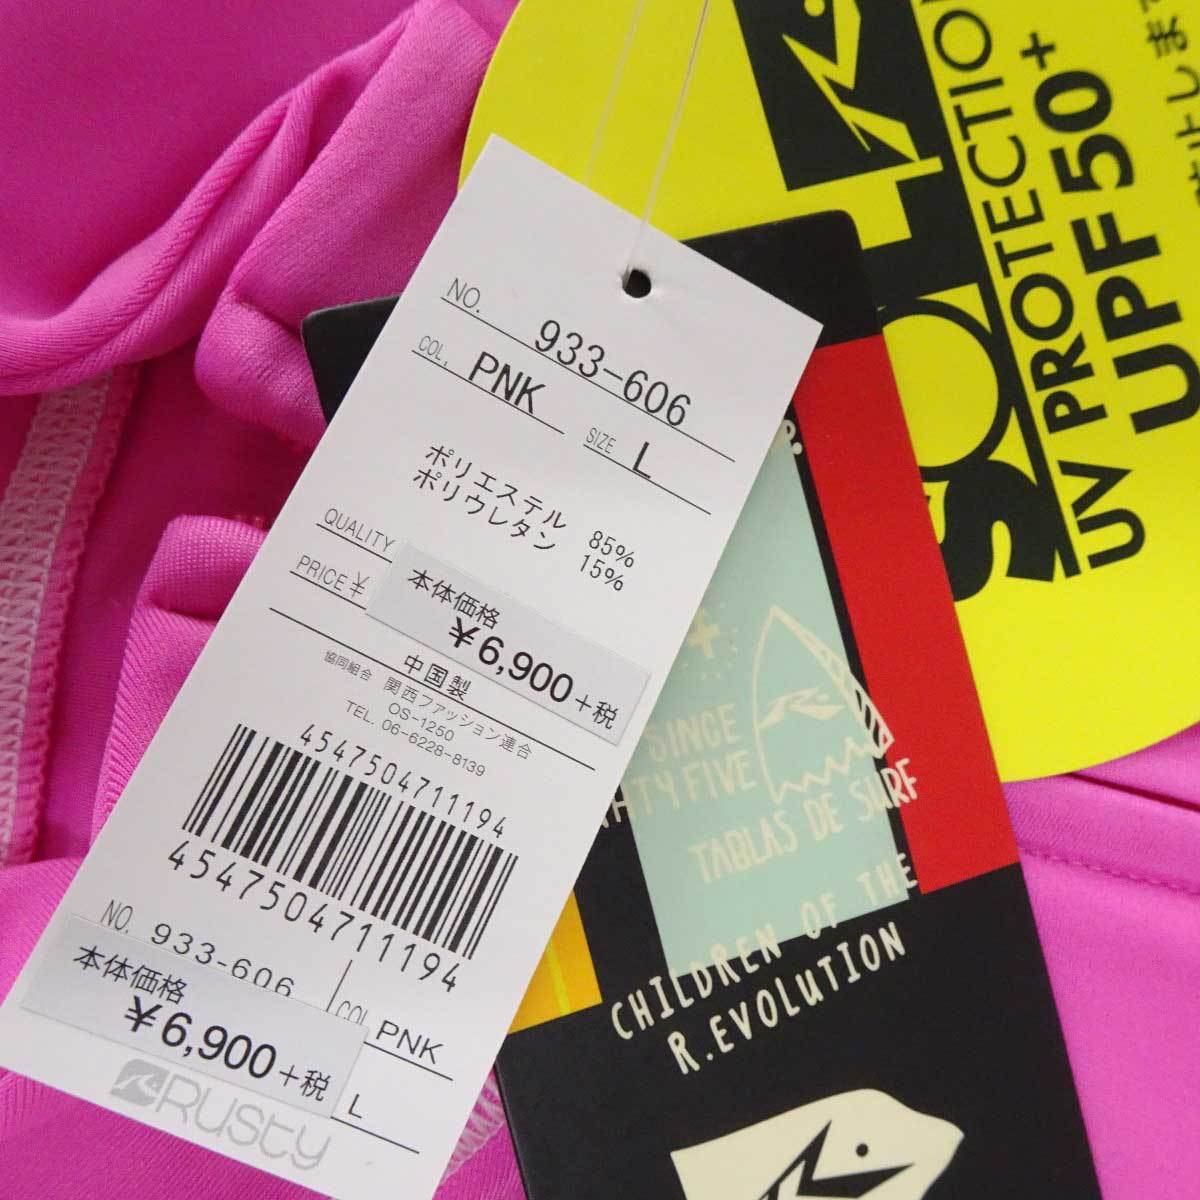 NO. 933-606
COL. PNK SIZE L
ポリエステル 85%
ポリウレタン 15%
QUALITY
PRICE ¥
本体価格
¥6,900+税
中国製
協同組合 関西ファッション連合
OS-1250
TEL. 06-6228-8139
4547504711194
4547504711194
NO. 933-606
COL PNK
本体価格
¥6,900+税
L
RUSTY
UV PROTECTION
UPF50+
SINCE
TABLAS DE SURF
CHILDREN OF THE
R.EVOLUTION